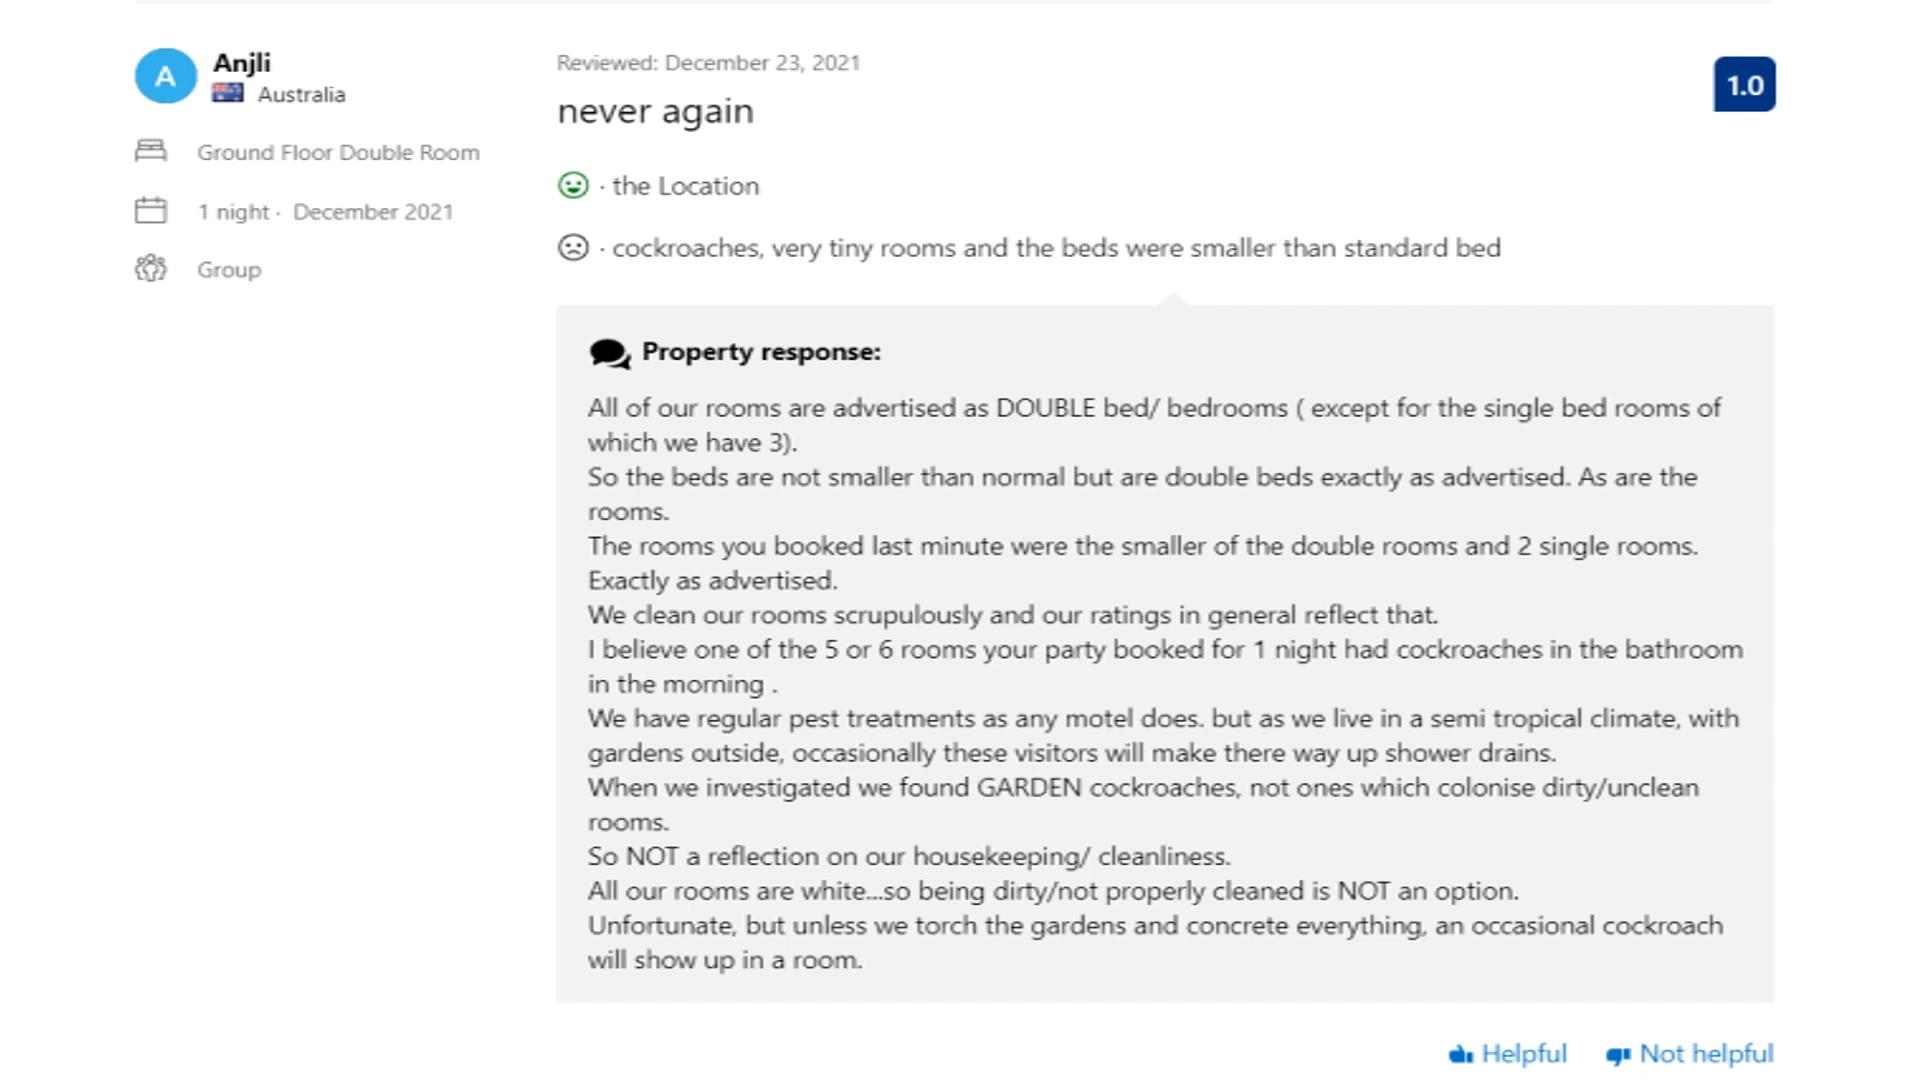 A
Anjli
Australia
Ground Floor Double Room
1 night · December 2021
Group
Reviewed: December 23, 2021
never again
1.0
· the Location
· cockroaches, very tiny rooms and the beds were smaller than standard bed
Property response:
All of our rooms are advertised as DOUBLE bed/ bedrooms ( except for the single bed rooms of
which we have 3).
So the beds are not smaller than normal but are double beds exactly as advertised. As are the
rooms.
The rooms you booked last minute were the smaller of the double rooms and 2 single rooms.
Exactly as advertised.
We clean our rooms scrupulously and our ratings in general reflect that.
I believe one of the 5 or 6 rooms your party booked for 1 night had cockroaches in the bathroom
in the morning .
We have regular pest treatments as any motel does. but as we live in a semi tropical climate, with
gardens outside, occasionally these visitors will make there way up shower drains.
When we investigated we found GARDEN cockroaches, not ones which colonise dirty/unclean
rooms.
So NOT a reflection on our housekeeping/ cleanliness.
All our rooms are white...so being dirty/not properly cleaned is NOT an option.
Unfortunate, but unless we torch the gardens and concrete everything, an occasional cockroach
will show up in a room.
Helpful
Not helpful